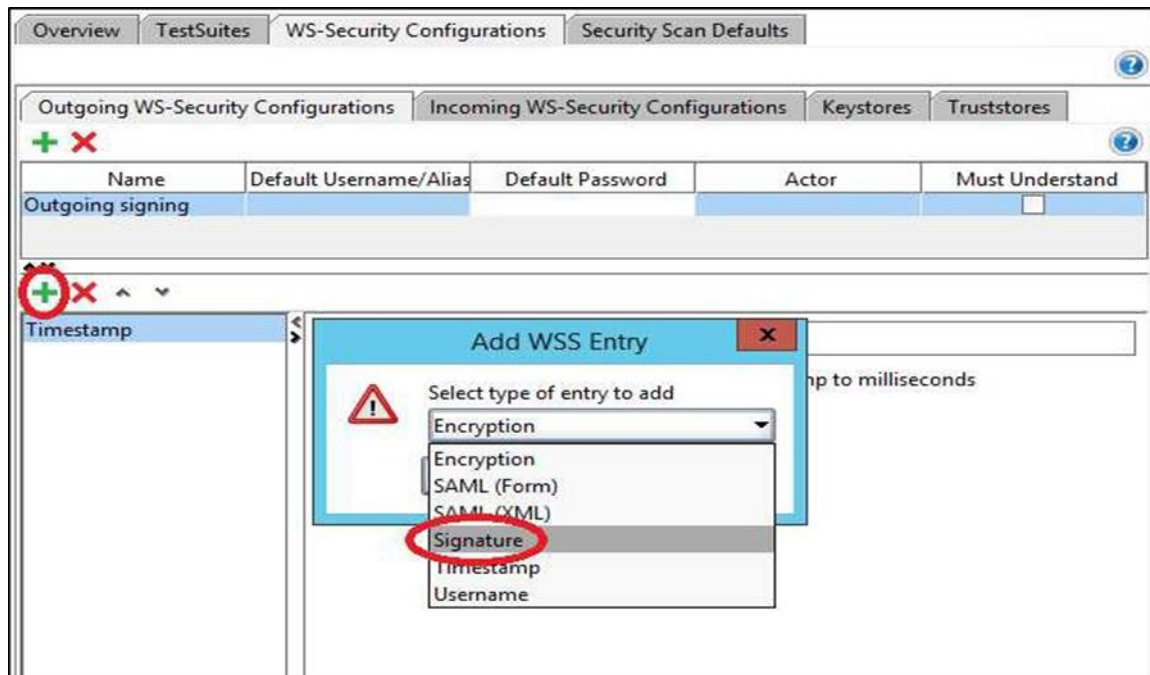 Overview TestSuites WS-Security Configurations Security Scan Defaults
Outgoing WS-Security Configurations Incoming WS-Security Configurations Keystores Truststores
Name Default Username/Alias Default Password Actor Must Understand
Outgoing signing
Timestamp
Add WSS Entry
mp to milliseconds
Select type of entry to add
Encryption
Encryption
SAML (Form)
SAML (XML)
Signature
Timestamp
Username